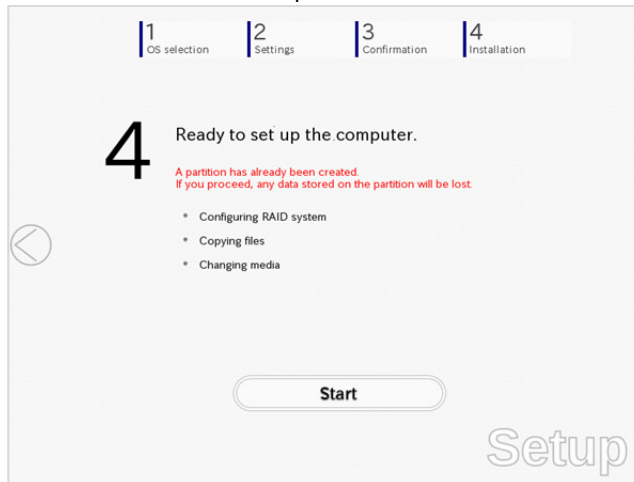 1
OS selection
2
Settings
3
Confirmation
4
Installation
4
Ready to set up the computer.
A partition has already been created.
If you proceed, any data stored on the partition will be lost.
Configuring RAID system
Copying files
Changing media
Start
Setup